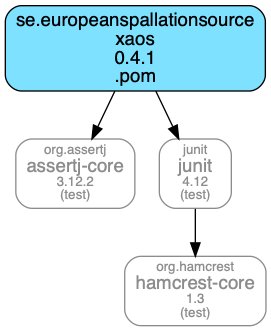 se.europeanspallationsource
xaos
0.4.1
.pom
org.assertj
assertj-core
3.12.2
(test)
junit
junit
4.12
(test)
org.hamcrest
hamcrest-core
1.3
(test)